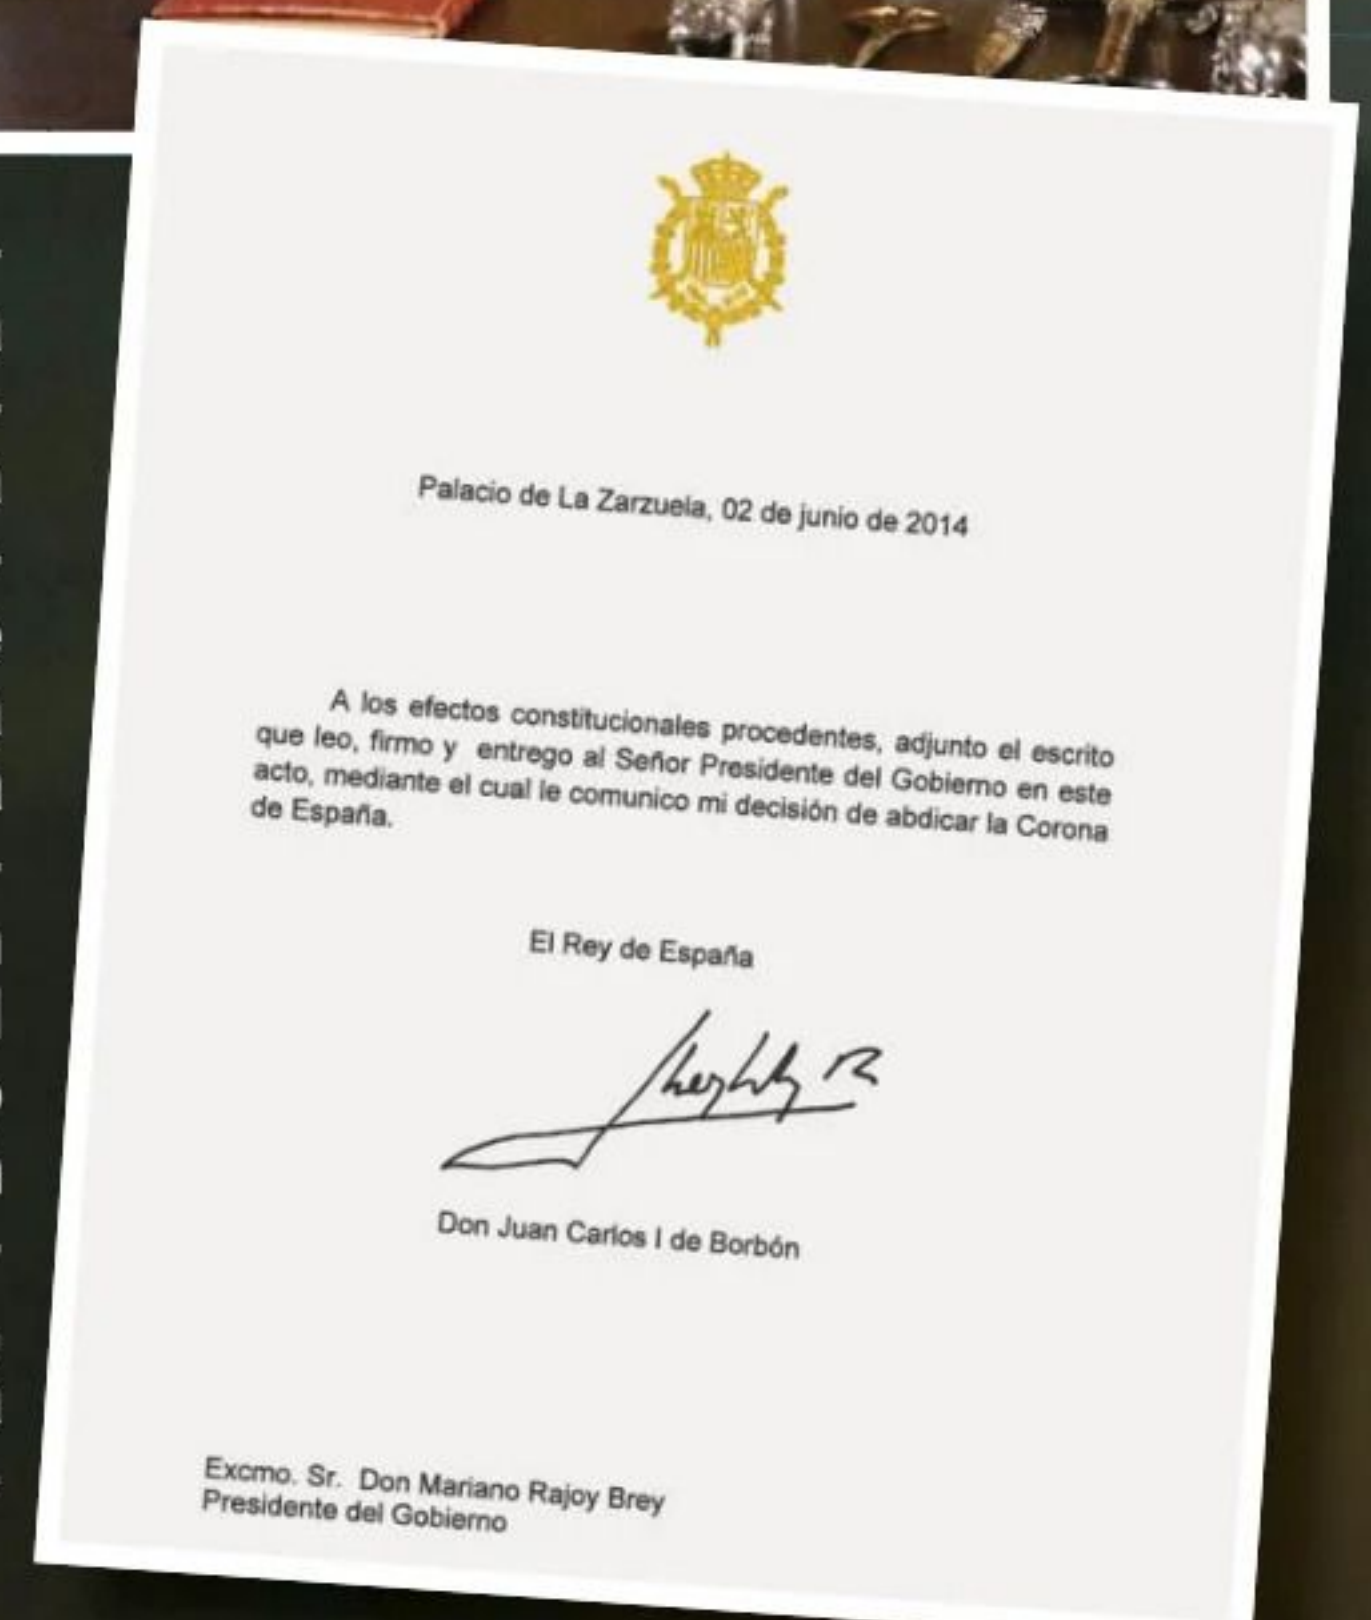 Palacio de La Zarzuela, 02 de junio de 2014
A los efectos constitucionales procedentes, adjunto el escrito
que leo, firmo y entrego al Señor Presidente del Gobierno en este
acto, mediante el cual le comunico mi decisión de abdicar la Corona
de España.
El Rey de España
Don Juan Carlos I de Borbón
Excmo. Sr. Don Mariano Rajoy Brey
Presidente del Gobierno